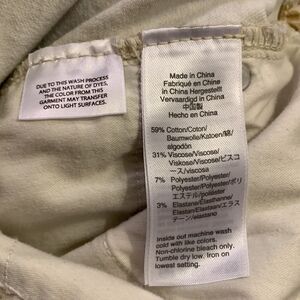 DUE TO THIS WASH PROCESS
AND THE NATURE OF DYES,
THE COLOR FROM THIS
GARMENT MAY TRANSFER
ONTO LIGHT SURFACES.
Made in China
Fabriqué en Chine
in China Hergestellt
Vervaardigd in China
中国製
Hecho en China
59% Cotton/Coton/
Baumwolle/Katoen/綿/
algodón
31% Viscose/Viscose/
Viskose/Viscose/ビスコ
ース/viscosa
7% Polyester/Polyester/
Polyester/Polyester/ポリ
エステル/poliéster
3% Elastane/Élasthanne/
Elastan/Elastaan/エラス
テーン/elastano
Inside out machine wash
cold with like colors.
Non-chlorine bleach only.
Tumble dry low. Iron on
lowest setting.